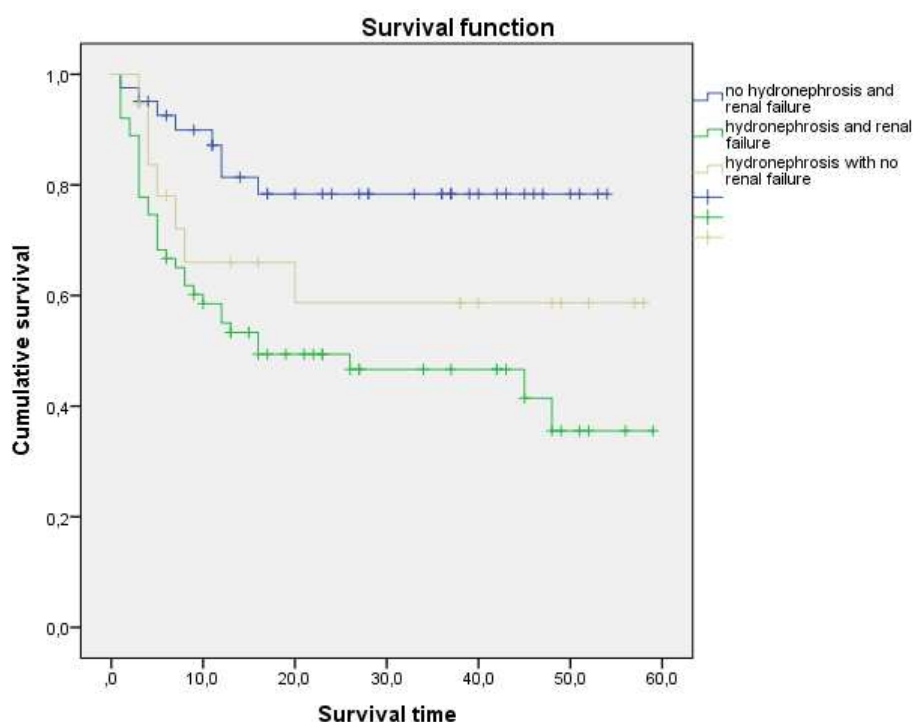 Survival function
1,0
0,8
0,6
0,4
0,2
0,0
Cumulative survival
,0
10,0
20,0
30,0
40,0
50,0
60,0
Survival time
no hydronephrosis and
renal failure
hydronephrosis and renal
failure
hydronephrosis with no
renal failure